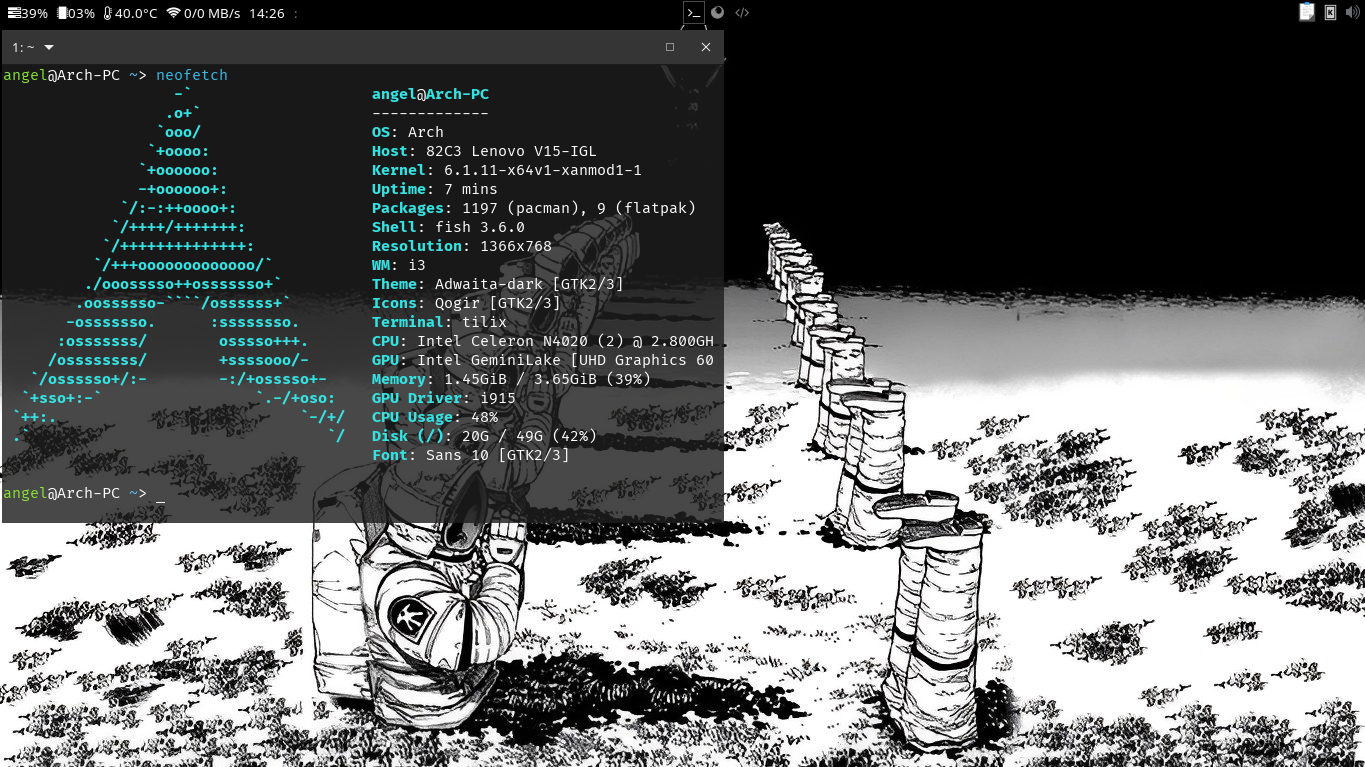 39% 03% 40.0°C 0/0 MB/s 14:26 :
1: ~
angel@Arch-PC ~> neofetch
                   -`                    angel@Arch-PC
                  .o+`                   -------------
                 `ooo/                   OS: Arch
                `+oooo:                  Host: 82C3 Lenovo V15-IGL
               `+oooooo:                 Kernel: 6.1.11-x64v1-xanmod1-1
               -+oooooo+:                Uptime: 7 mins
             `/:-:++oooo+:               Packages: 1197 (pacman), 9 (flatpak)
            `/++++/+++++++:              Shell: fish 3.6.0
           `/++++++++++++++:             Resolution: 1366x768
          `/+++ooooooooooooo/`           WM: i3
         ./ooosssso++osssssso+`          Theme: Adwaita-dark [GTK2/3]
        .oossssso-````/ossssss+`         Icons: Qogir [GTK2/3]
       -osssssso.      :ssssssso.        Terminal: tilix
      :osssssss/        osssso+++.       CPU: Intel Celeron N4020 (2) @ 2.800GH
     /ossssssss/        +ssssooo/-       GPU: Intel GeminiLake [UHD Graphics 60
   `/ossssso+/:-        -:/+osssso+-     Memory: 1.45GiB / 3.65GiB (39%)
  `+sso+:-`                 `.-/+oso:    GPU Driver: i915
 `++:.                           `-/+/   CPU Usage: 48%
 .`                                 `/   Disk (/): 20G / 49G (42%)
                                         Font: Sans 10 [GTK2/3]
angel@Arch-PC ~> _